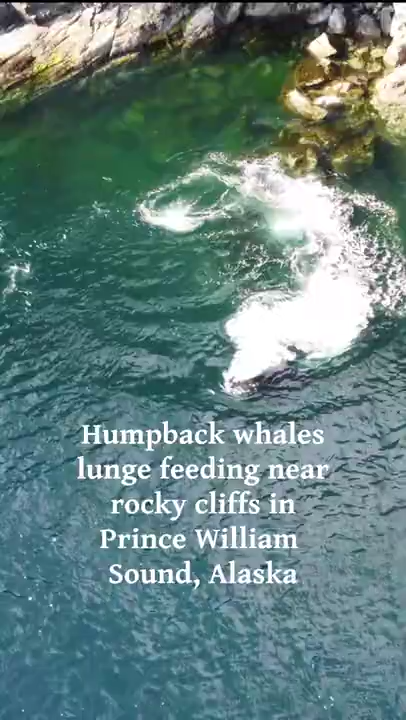 Humpback whales
lunge feeding near
rocky cliffs in
Prince William
Sound, Alaska